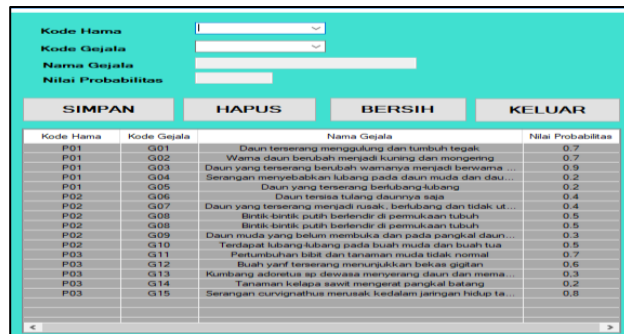 Kode Hama
Kode Gejala
Nama Gejala
Nilai Probabilitas
SIMPAN HAPUS BERSIH KELUAR
Kode Hama Kode Gejala Nama Gejala Nilai Probabilitas
P01 G01 Daun terserang menggulung dan tumbuh tegak 0.7
P01 G02 Warna daun berubah menjadi kuning dan mongering 0.7
P01 G03 Daun yang terserang berubah warnanya menjadi berwarna ... 0.9
P01 G04 Serangan menyebabkan lubang pada daun muda dan dau... 0.2
P01 G05 Daun yang terserang berlubang-lubang 0.2
P02 G06 Daun tersisa tulang daunnya saja 0.4
P02 G07 Daun yang terserang menjadi rusak, berlubang dan tidak ut... 0.4
P02 G08 Bintik-bintik putih berlendir di permukaan tubuh 0.5
P02 G08 Bintik-bintik putih berlendir di permukaan tubuh 0.5
P02 G09 Daun muda yang belum membuka dan pada pangkal daun... 0.3
P02 G10 Terdapat lubang-lubang pada buah muda dan buah tua 0.5
P03 G11 Pertumbuhan bibit dan tanaman muda tidak normal 0.7
P03 G12 Buah yanf terserang menunjukkan bekas gigitan 0.6
P03 G13 Kumbang adoretus sp dewasa menyerang daun dan mema... 0.3
P03 G14 Tanaman kelapa sawit mengerat pangkal batang 0.2
P03 G15 Serangan curvignathus merusak kedalam jaringan hidup ta... 0.8